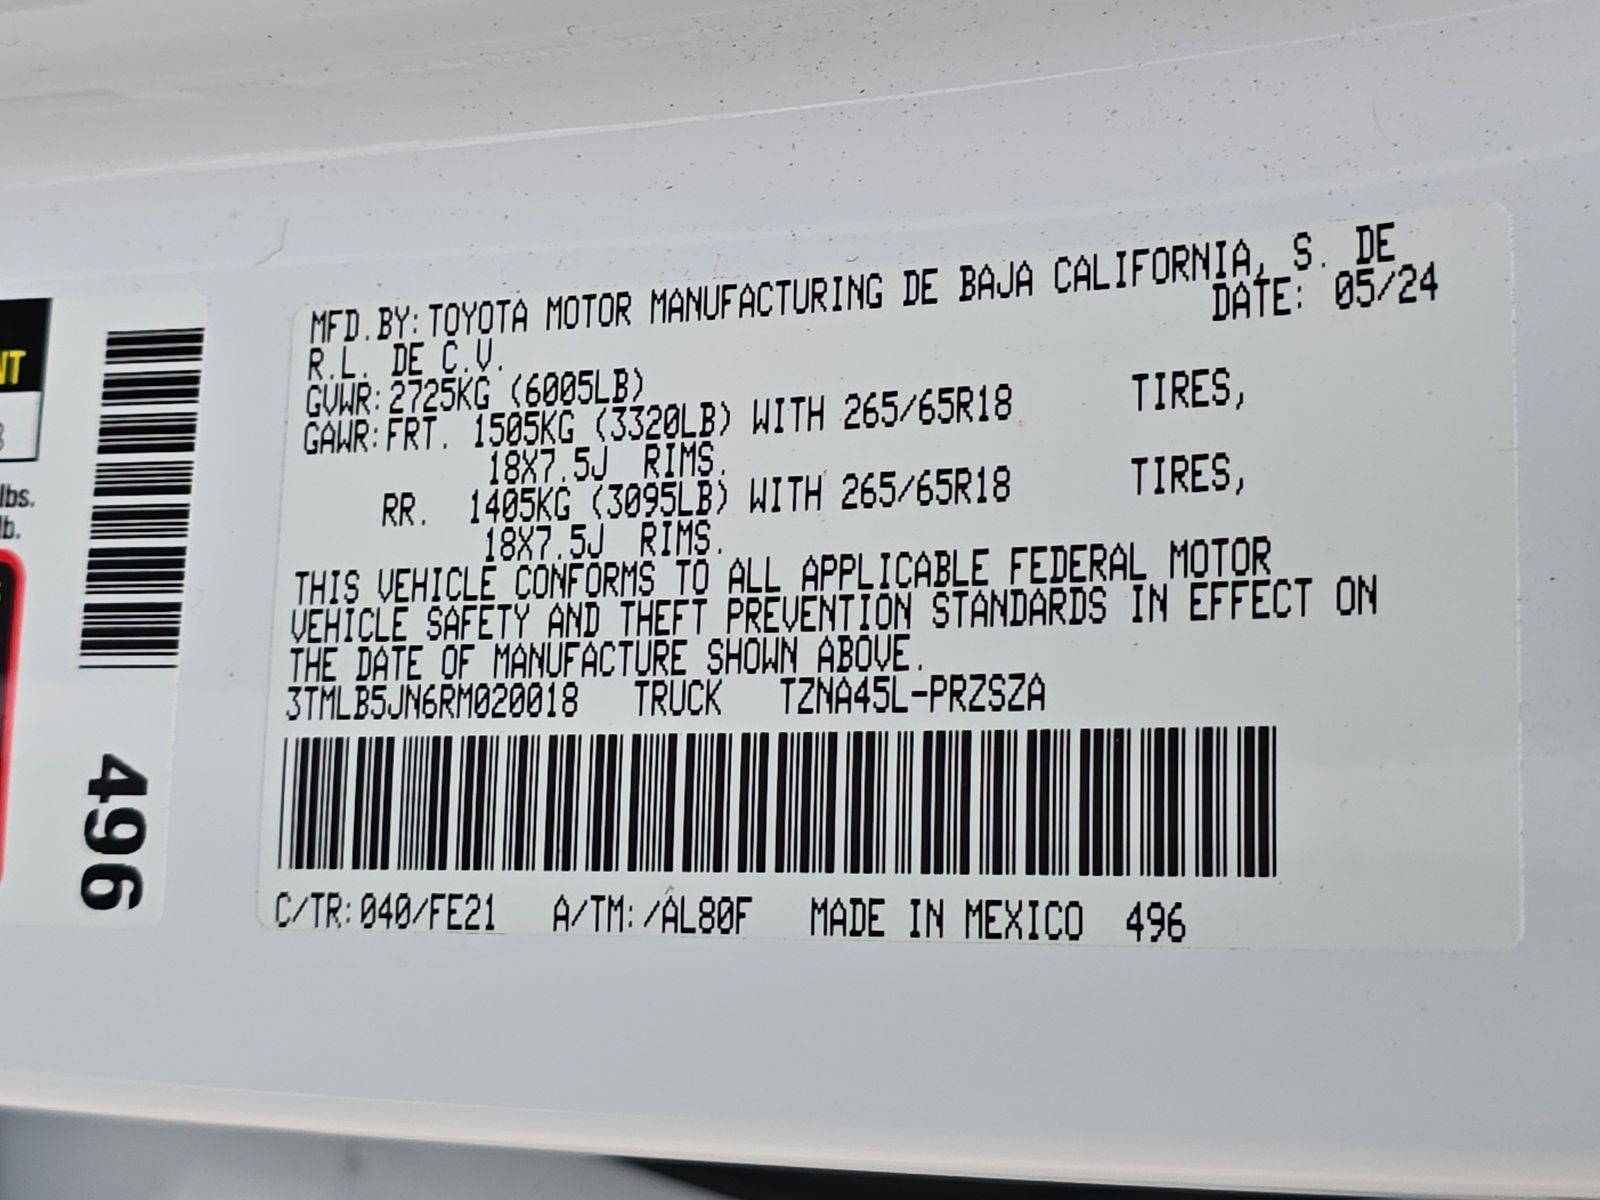 MFD.BY:TOYOTA MOTOR MANUFACTURING DE BAJA CALIFORNIA, S. DE
R.L. DE C.V. DATE: 05/24
GVWR:2725KG (6005LB)
GAWR:FRT. 1505KG (3320LB) WITH 265/65R18 TIRES,
18X7.5J RIMS.
RR. 1405KG (3095LB) WITH 265/65R18 TIRES,
18X7.5J RIMS.
THIS VEHICLE CONFORMS TO ALL APPLICABLE FEDERAL MOTOR
VEHICLE SAFETY AND THEFT PREVENTION STANDARDS IN EFFECT ON
THE DATE OF MANUFACTURE SHOWN ABOVE.
3TMLB5JN6RM020018 TRUCK TZNA45L-PRZSZA
C/TR:040/FE21 A/TM:/AL80F MADE IN MEXICO 496
496
lbs.
lb.